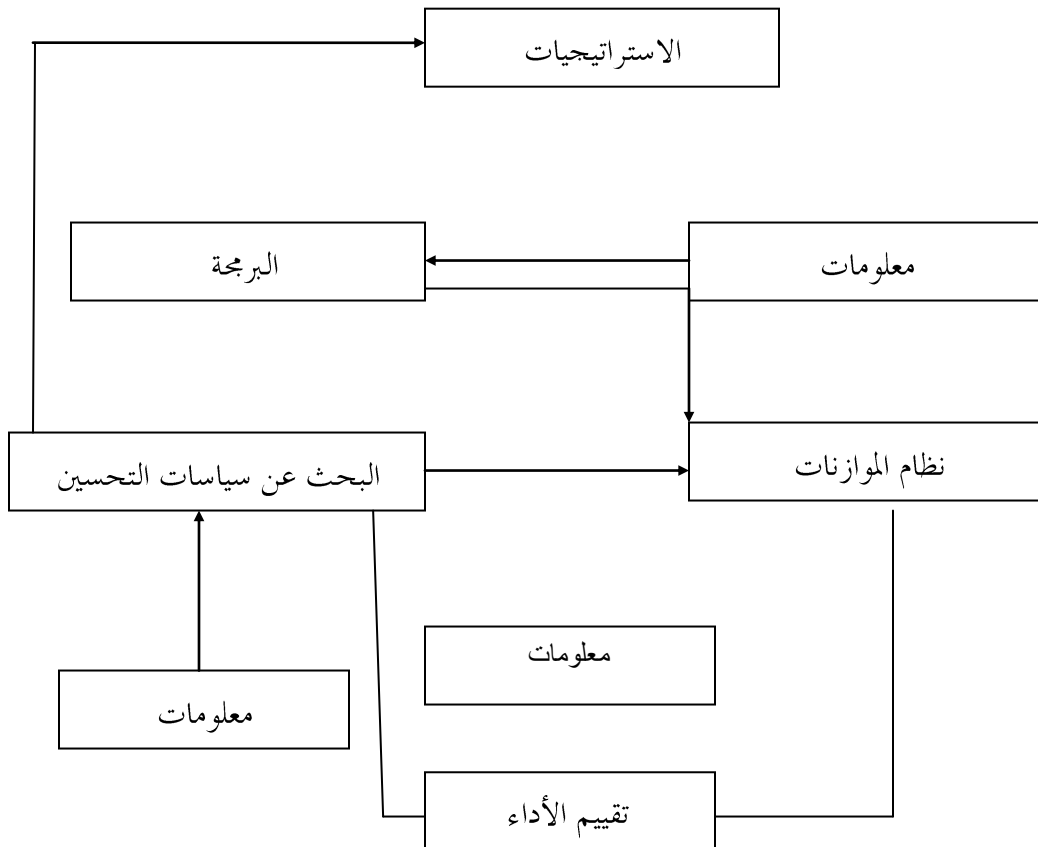 الاستراتيجيات
معلومات
البرمجة
نظام الموازنات
البحث عن سياسات التحسين
معلومات
معلومات
تقييم الأداء